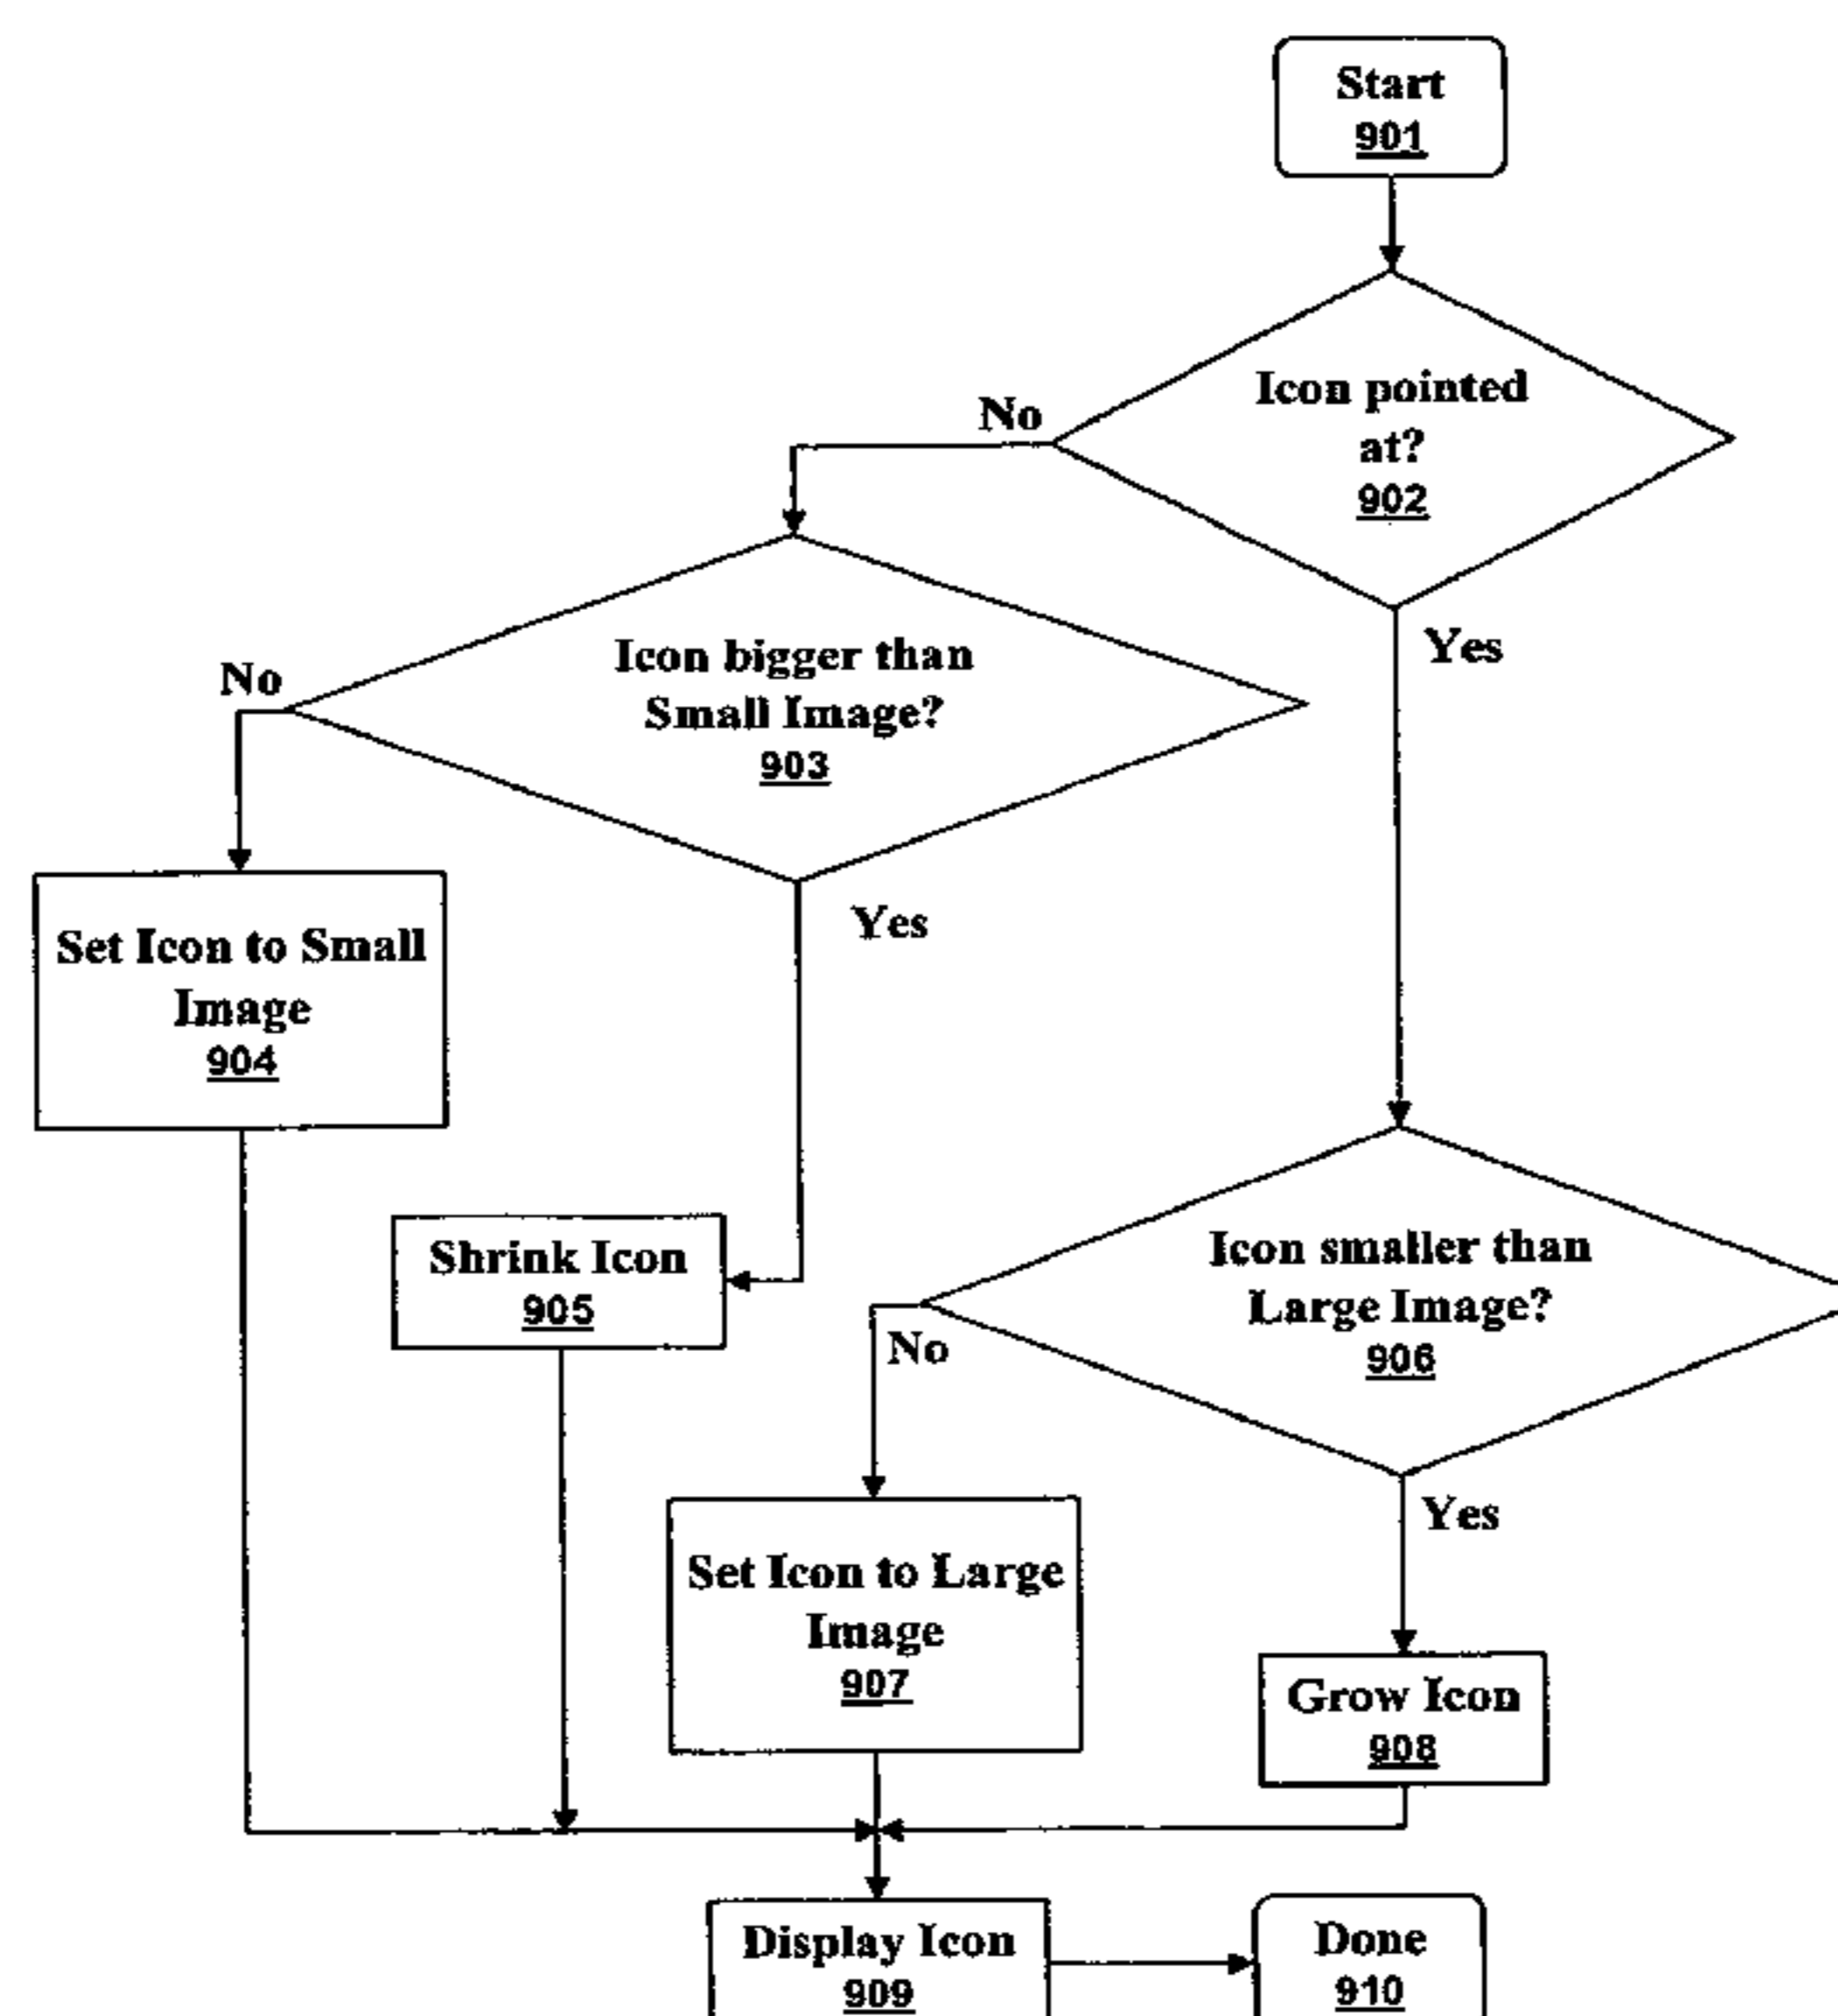 Start
901
Icon pointed
at?
902
No
Yes
Icon bigger than
Small Image?
903
No
Yes
Set Icon to Small
Image
904
Shrink Icon
905
Icon smaller than
Large Image?
906
No
Yes
Set Icon to Large
Image
907
Grow Icon
908
Display Icon
909
Done
910